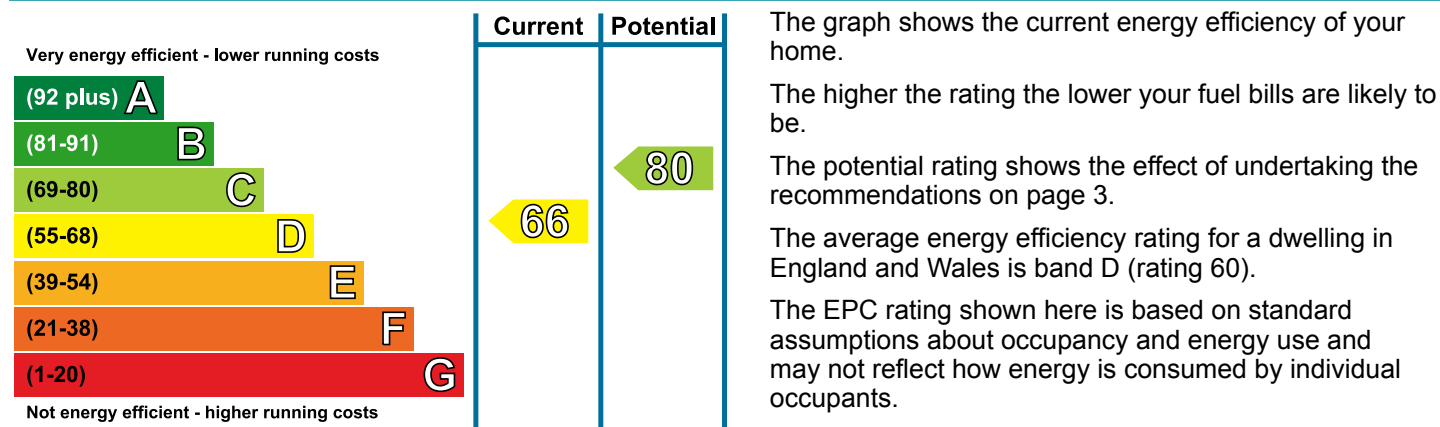 Current Potential
Very energy efficient - lower running costs
(92 plus) A
(81-91) B
(69-80) C
(55-68) D
(39-54) E
(21-38) F
(1-20) G
Not energy efficient - higher running costs
66
80
The graph shows the current energy efficiency of your
home.
The higher the rating the lower your fuel bills are likely to
be.
The potential rating shows the effect of undertaking the
recommendations on page 3.
The average energy efficiency rating for a dwelling in
England and Wales is band D (rating 60).
The EPC rating shown here is based on standard
assumptions about occupancy and energy use and
may not reflect how energy is consumed by individual
occupants.